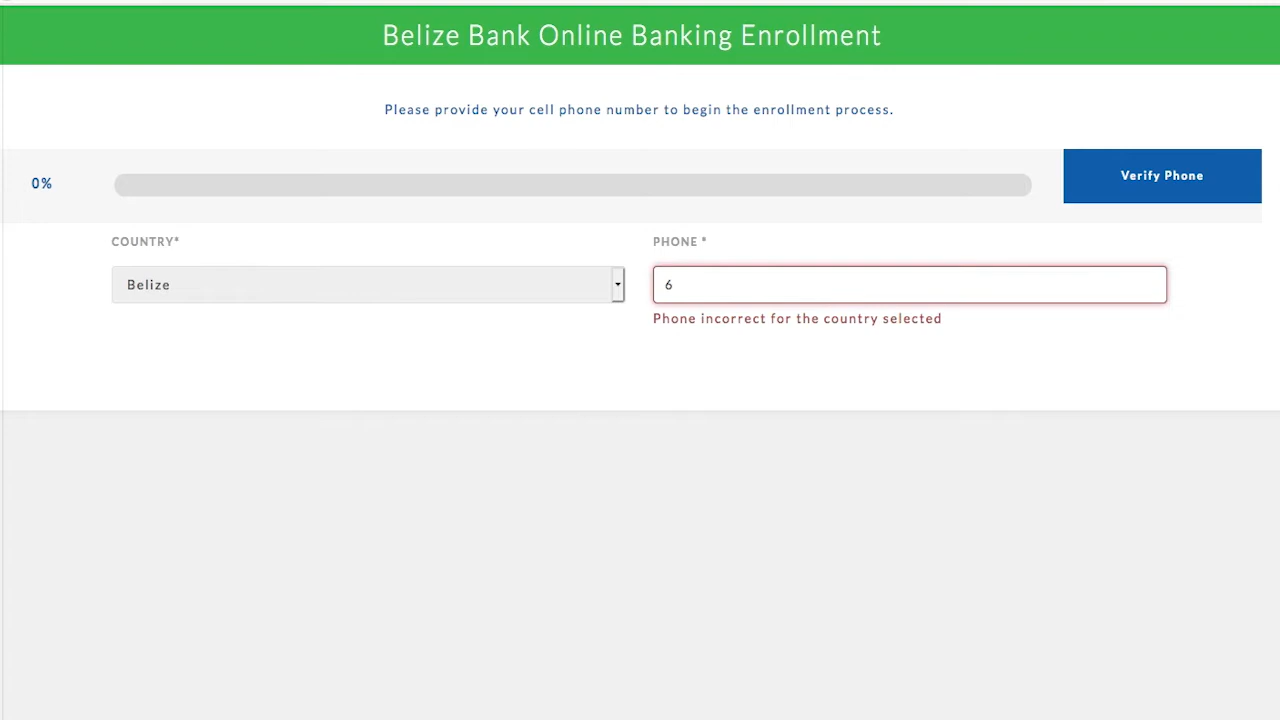 Belize Bank Online Banking Enrollment
Please provide your cell phone number to begin the enrollment process.
0%
Verify Phone
COUNTRY*
PHONE *
Belize
6
Phone incorrect for the country selected